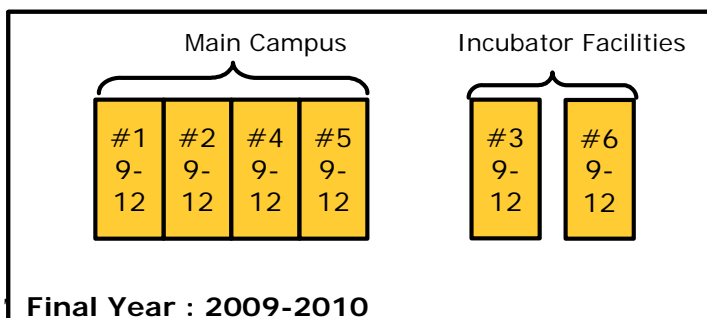 Main Campus Incubator Facilities
#1 #2 #4 #5 #3 #6
9- 9- 9- 9- 9- 9-
12 12 12 12 12 12
Final Year : 2009-2010